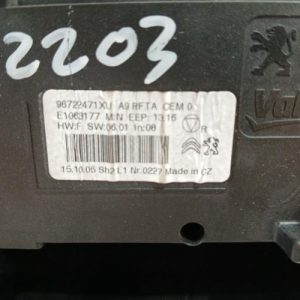 2203
96722471XU A9 RFTA CEM 0
E1063177 M:N EEP: 13.16
HW:F SW:06.01 In:06
R
15.10.05 Sh2 L1 Nr.0227 Made in CZ
Valeo